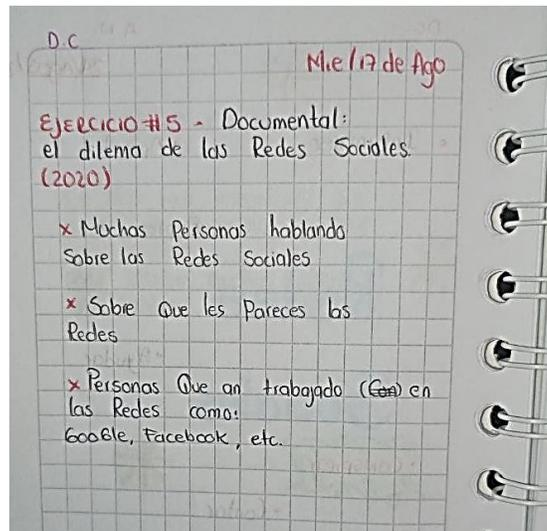 D.C
Mie/17 de Ago
EJERCICIO #5 - Documental:
el dilema de las Redes Sociales.
(2020)
x Muchas Personas hablando
Sobre las Redes Sociales
x Sobre Que les Pareces las
Redes
x Personas Que an trabajado (Con) en
las Redes como:
Google, Facebook, etc.